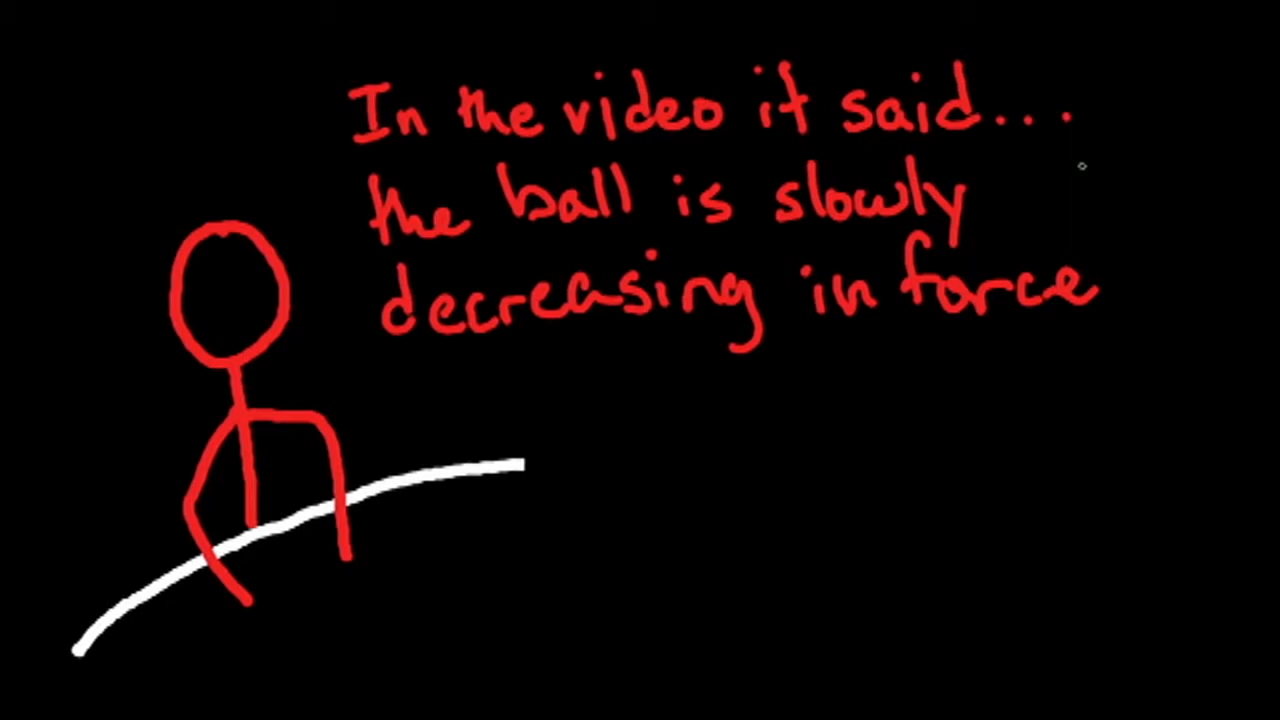 In the video it said...
the ball is slowly
decreasing in force